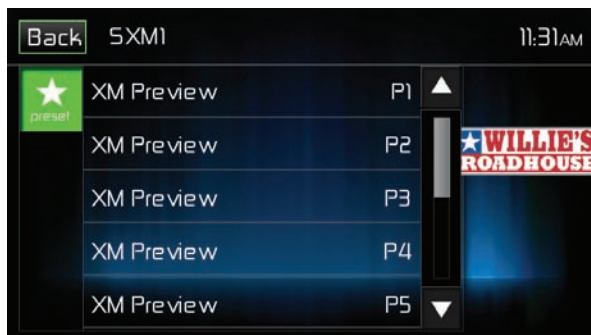 Back SXM1 11:31AM
preset
XM Preview P1
XM Preview P2
XM Preview P3
XM Preview P4
XM Preview P5
WILLIE'S
ROADHOUSE